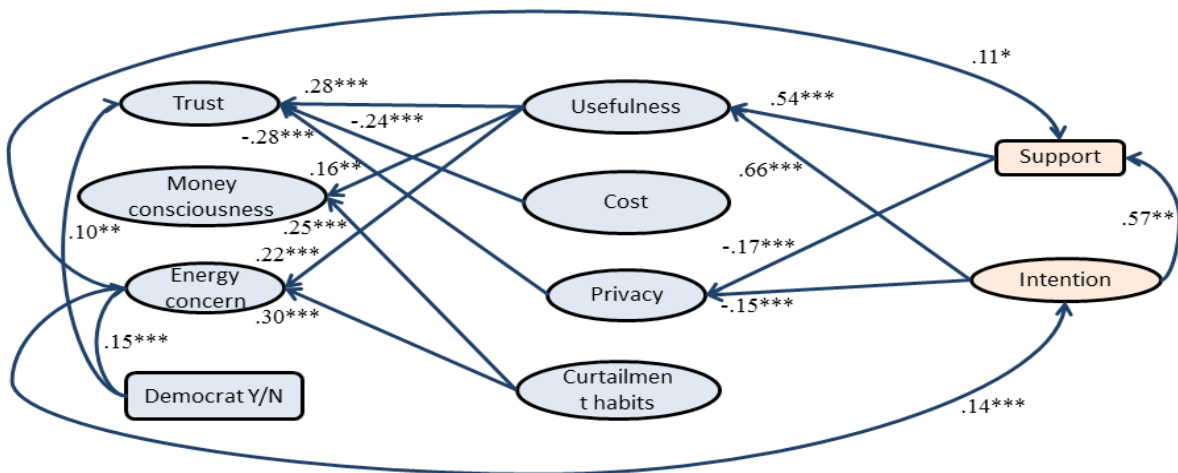 .11*
.28***
Trust
Usefulness
.54***
-.24***
-.28***
Support
.16**
.66***
Money
consciousness
Cost
.10**
.25***
.57**
-.17***
.22***
Energy
concern
Privacy
Intention
-.15***
.30***
.15***
Democrat Y/N
Curtailmen
t habits
.14***